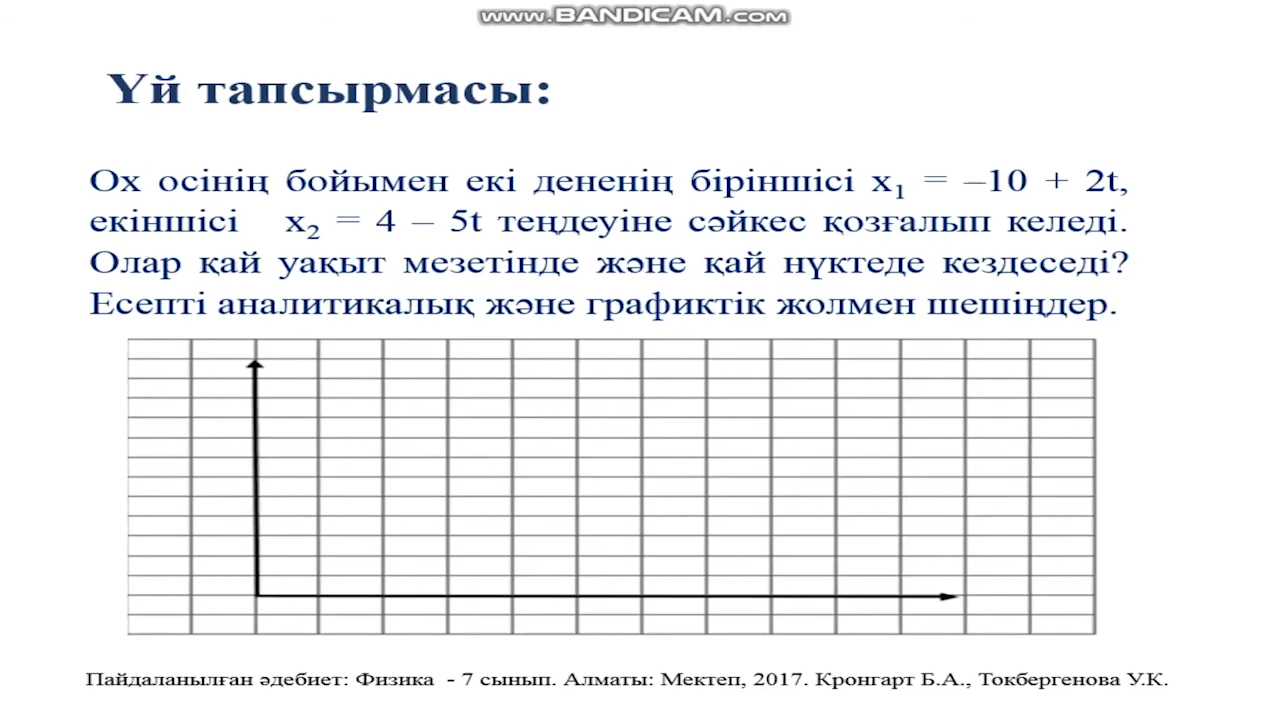 www.BANDICAM.com
Үй тапсырмасы:
Ох осінің бойымен екі дененің біріншісі x₁ = –10 + 2t,
екіншісі x₂ = 4 – 5t теңдеуіне сәйкес қозғалып келеді.
Олар қай уақыт мезетінде және қай нүктеде кездеседі?
Есепті аналитикалық және графиктік жолмен шешіңдер.
Пайдаланылған әдебиет: Физика - 7 сынып. Алматы: Мектеп, 2017. Кронгарт Б.А., Токбергенова У.К.